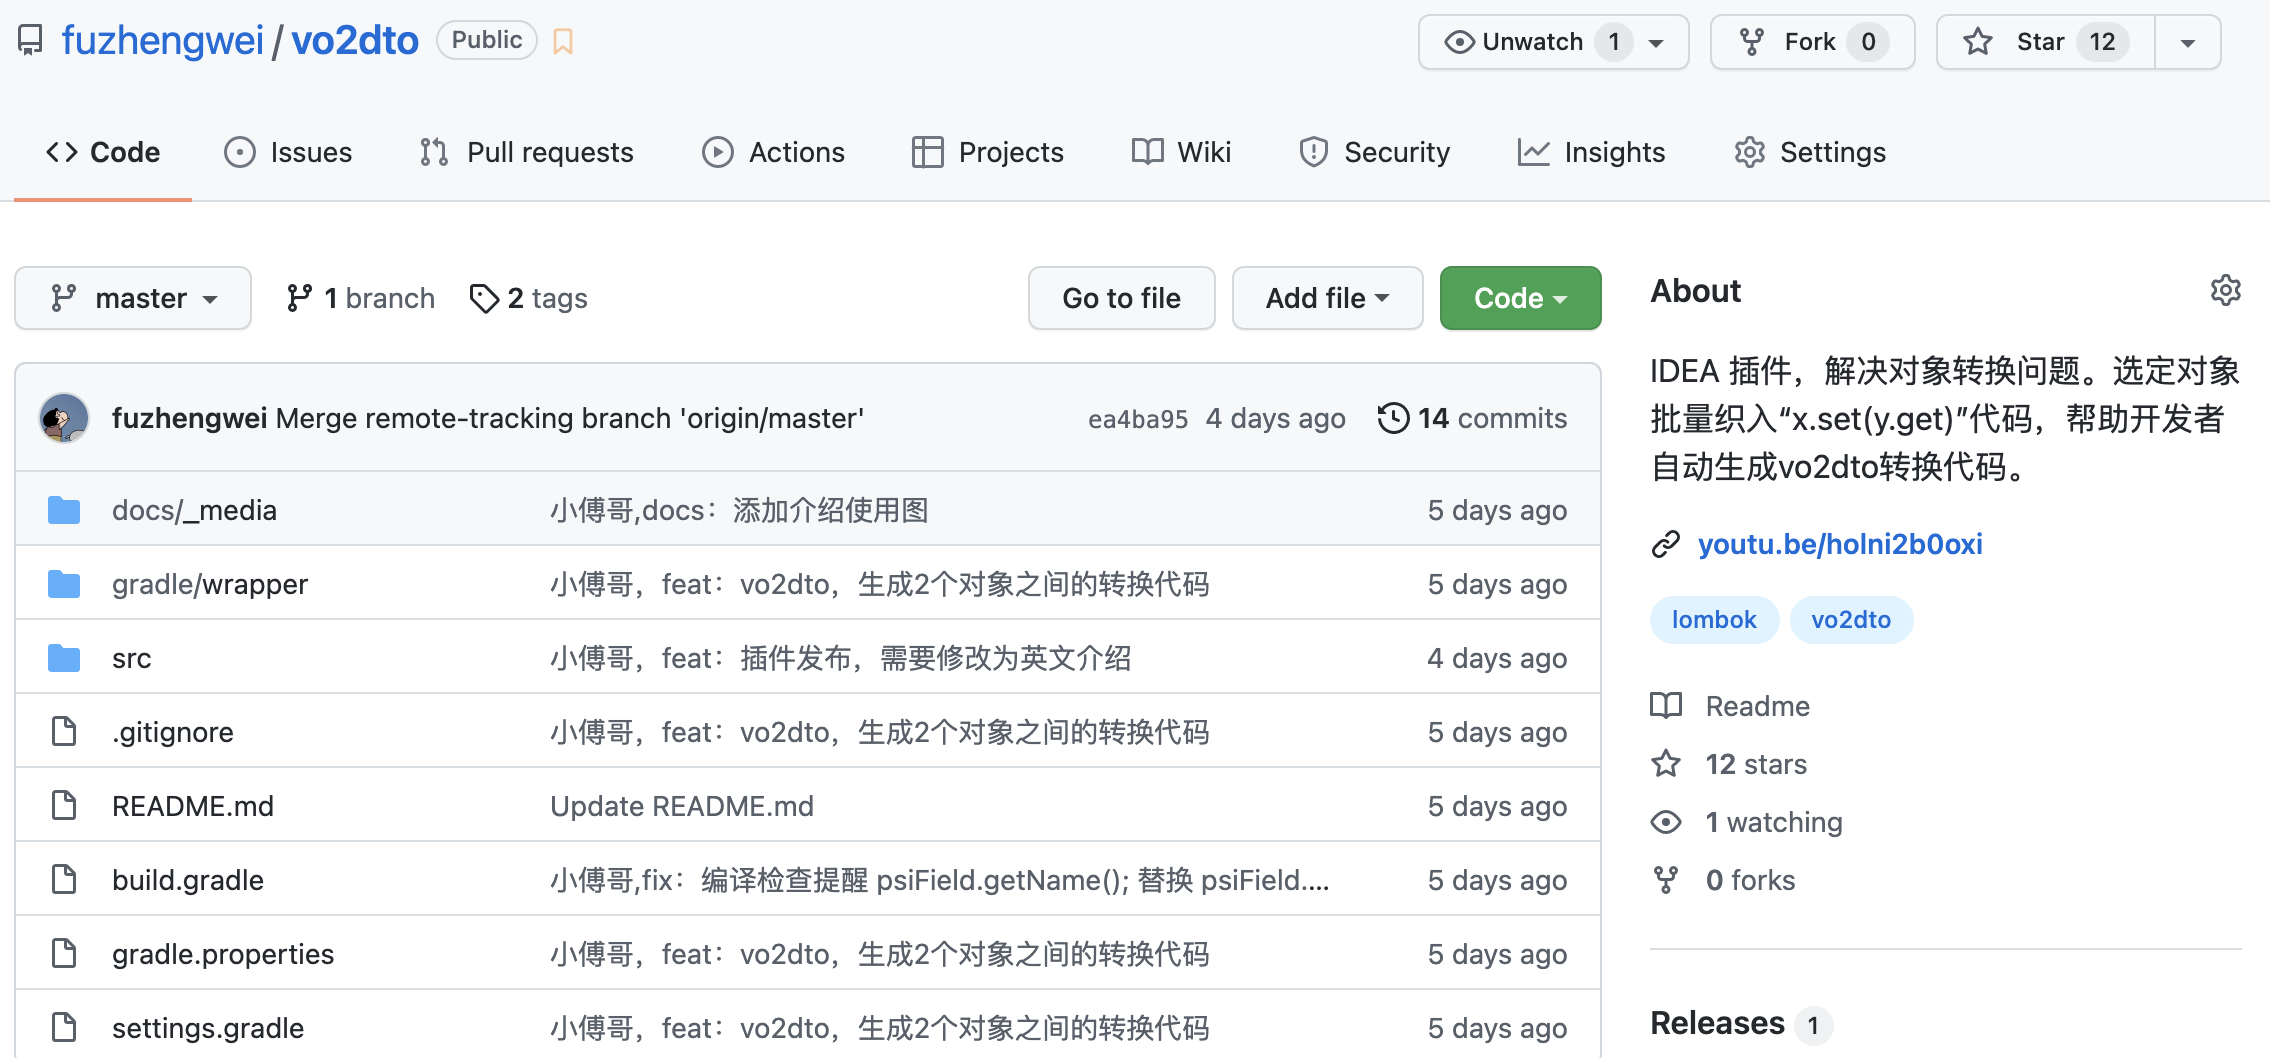 fuzhengwei / vo2dto Public Unwatch 1 Fork 0 Star 12
Code Issues Pull requests Actions Projects Wiki Security Insights Settings
master 1 branch 2 tags Go to file Add file Code
fuzhengwei Merge remote-tracking branch 'origin/master' ea4ba95 4 days ago 14 commits
docs/_media 小傅哥,docs：添加介绍使用图 5 days ago
gradle/wrapper 小傅哥，feat：vo2dto，生成2个对象之间的转换代码 5 days ago
src 小傅哥，feat：插件发布，需要修改为英文介绍 4 days ago
.gitignore 小傅哥，feat：vo2dto，生成2个对象之间的转换代码 5 days ago
README.md Update README.md 5 days ago
build.gradle 小傅哥,fix：编译检查提醒 psiField.getName(); 替换 psiField.... 5 days ago
gradle.properties 小傅哥，feat：vo2dto，生成2个对象之间的转换代码 5 days ago
settings.gradle 小傅哥，feat：vo2dto，生成2个对象之间的转换代码 5 days ago
About
IDEA 插件，解决对象转换问题。选定对象
批量织入“x.set(y.get)”代码，帮助开发者
自动生成vo2dto转换代码。
youtu.be/holni2b0oxi
lombok vo2dto
Readme
12 stars
1 watching
0 forks
Releases 1